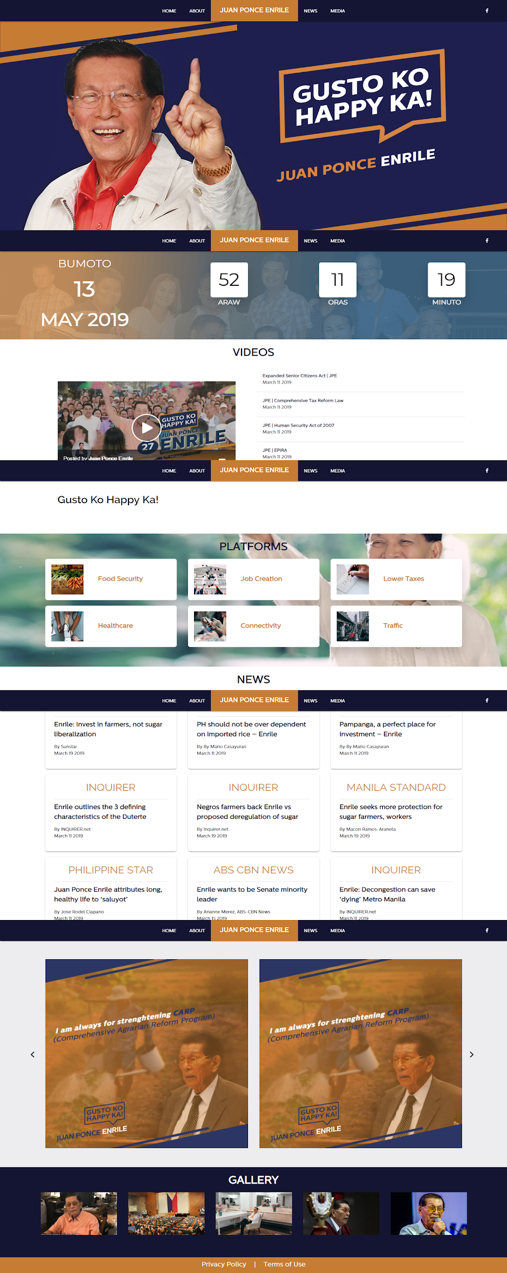 HOME ABOUT JUAN PONCE ENRILE NEWS MEDIA
GUSTO KO
HAPPY KA!
JUAN PONCE ENRILE
HOME ABOUT JUAN PONCE ENRILE NEWS MEDIA
BUMOTO
13
MAY 2019
52
ARAW
11
ORAS
19
MINUTO
VIDEOS
GUSTO KO
HAPPY KA!
JUAN PONCE
27 ENRILE
Posted by Juan Ponce Enrile
Expanded Senior Citizens Act | JPE
March 11 2019
JPE | Comprehensive Tax Reform Law
March 11 2019
JPE | Human Security Act of 2007
March 11 2019
JPE | EPIRA
March 11 2019
HOME ABOUT JUAN PONCE ENRILE NEWS MEDIA
Gusto Ko Happy Ka!
PLATFORMS
Food Security
Job Creation
Lower Taxes
Healthcare
Connectivity
Traffic
NEWS
HOME ABOUT JUAN PONCE ENRILE NEWS MEDIA
Enrile: invest in farmers, not sugar
liberalization
By Sunstar
March 19 2019
PH should not be over dependent
on imported rice – Enrile
By By Mario Casayuran
March 11 2019
Pampanga, a perfect place for
Investment – Enrile
By By Mario Casayuran
March 11 2019
INQUIRER
Enrile outlines the 3 defining
characteristics of the Duterte
By INQUIRER.net
March 11 2019
INQUIRER
Negros farmers back Enrile vs
proposed deregulation of sugar
By Inquirer.net
March 19 2019
MANILA STANDARD
Enrile seeks more protection for
sugar farmers, workers
By Macon Ramos-Araneta
March 19 2019
PHILIPPINE STAR
Juan Ponce Enrile attributes long,
healthy life to ‘saluyot’
By Jose Rodel Clapano
March 11 2019
ABS CBN NEWS
Enrile wants to be Senate minority
leader
By Arianne Merez, ABS-CBN News
March 15 2019
INQUIRER
Enrile: Decongestion can save
‘dying’ Metro Manila
By INQUIRER.net
March 11 2019
HOME ABOUT JUAN PONCE ENRILE NEWS MEDIA
I am always for strenghtening CARP
(Comprehensive Agrarian Reform Program)
GUSTO KO
HAPPY KA!
JUAN PONCE ENRILE
I am always for strenghtening CARP
(Comprehensive Agrarian Reform Program)
GUSTO KO
HAPPY KA!
JUAN PONCE ENRILE
GALLERY
Privacy Policy | Terms of Use